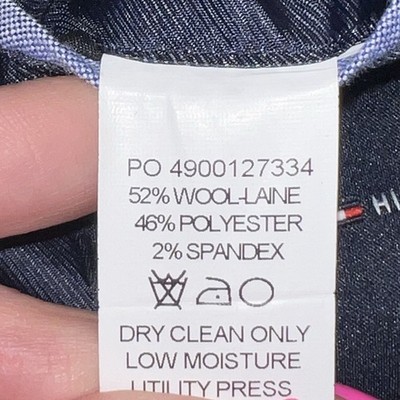 PO 4900127334
52% WOOL-LAINE
46% POLYESTER
2% SPANDEX
DRY CLEAN ONLY
LOW MOISTURE
UTILITY PRESS